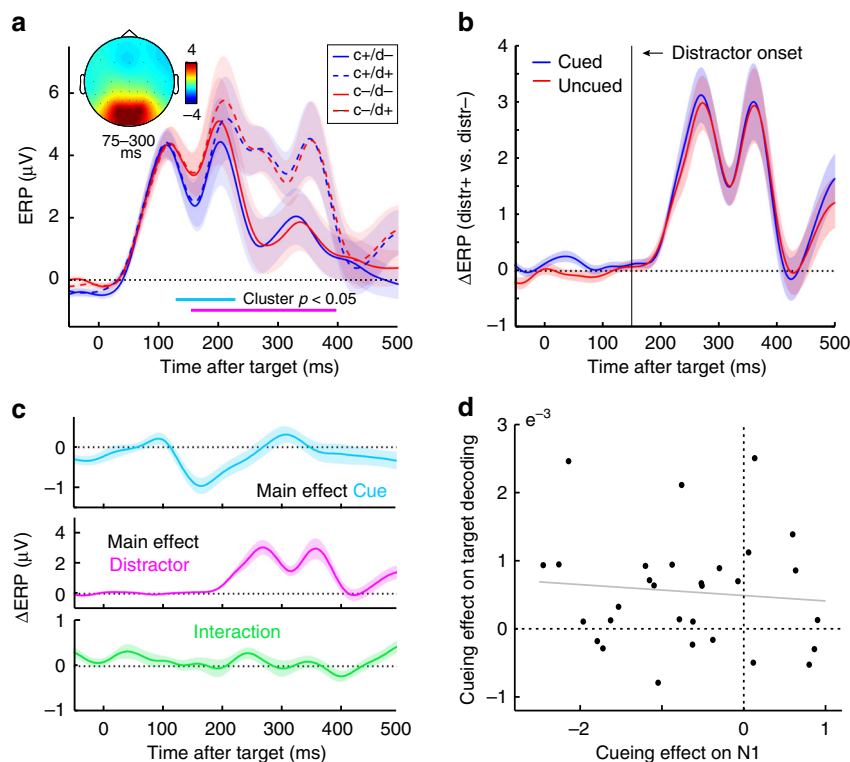 a
4
−4
75–300
ms
c+/d−
c+/d+
c−/d−
c−/d+
ERP (μV)
6
4
2
0
Cluster p < 0.05
0 100 200 300 400 500
Time after target (ms)
b
Distractor onset
Cued
Uncued
ΔERP (distr+ vs. distr−)
4
3
2
1
0
−1
0 100 200 300 400 500
Time after target (ms)
c
0
−1
Main effect Cue
4
2
0
Main effect
Distractor
1
0
−1
Interaction
ΔERP (μV)
0 100 200 300 400 500
Time after target (ms)
d
e−3
3
2
1
0
−1
Cueing effect on target decoding
−2 0 1
Cueing effect on N1